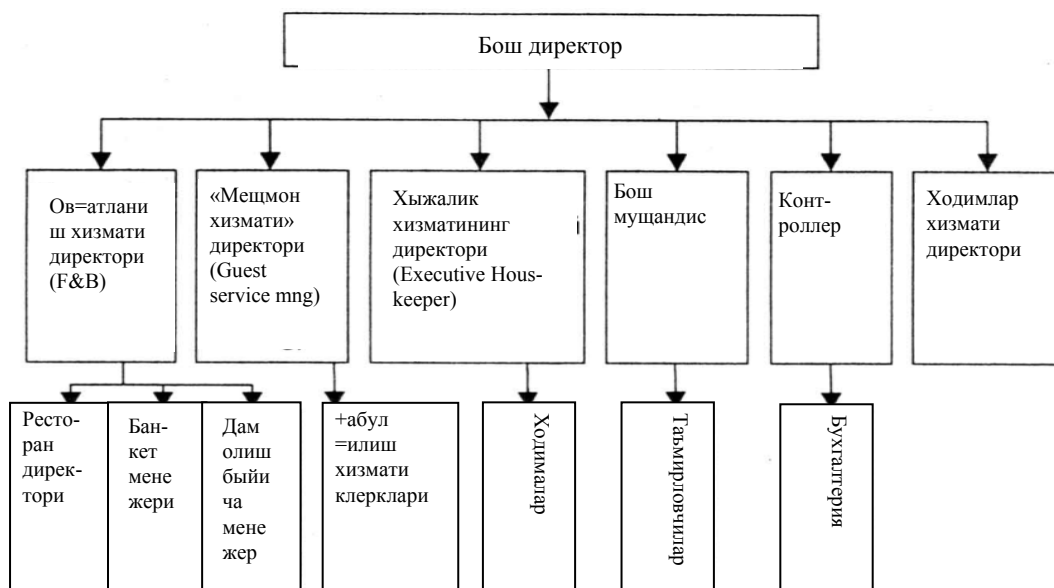 Бош директор
Ов=атлани
ш хизмати
директори
(F&B)
«Мещмон
хизмати»
директори
(Guest
service mng)
Хыжалик
хизматининг
директори
(Executive Hous-
keeper)
Бош
мущандис
Конт-
роллер
Ходимлар
хизмати
директори
Ресто-
ран
дирек-
тори
Бан-
кет
мене
жери
Дам
олиш
быйи
ча
мене
жер
+абул
=илиш
хизмати
клерклари
Ходималар
Таъмирловчилар
Бухгалтерия